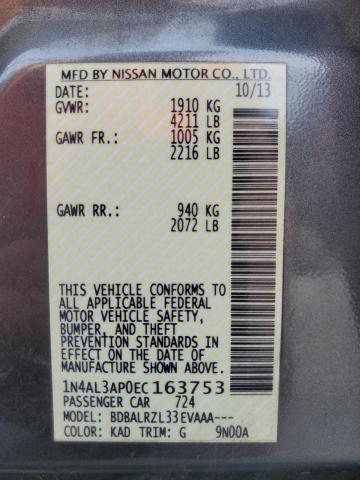 MFD BY NISSAN MOTOR CO., LTD.
DATE: 10/13
GVWR: 1910 KG
4211 LB
GAWR FR.: 1005 KG
2216 LB
GAWR RR.: 940 KG
2072 LB
THIS VEHICLE CONFORMS TO
ALL APPLICABLE FEDERAL
MOTOR VEHICLE SAFETY,
BUMPER, AND THEFT
PREVENTION STANDARDS IN
EFFECT ON THE DATE OF
MANUFACTURE SHOWN ABOVE.
1N4AL3AP0EC163753
PASSENGER CAR 724
MODEL: BDBALRZL33EVAAA---
COLOR: KAD TRIM: G 9N00A